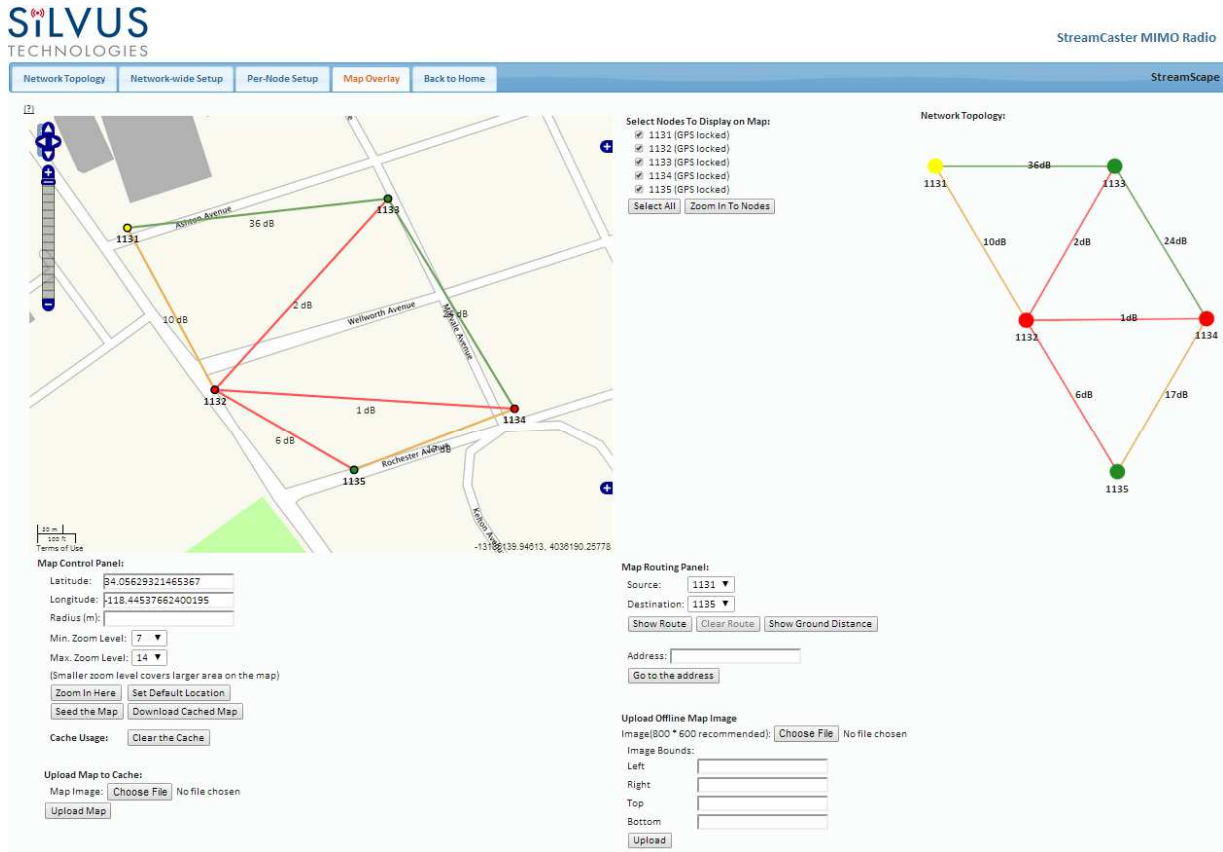 SiLVUS
TECHNOLOGIES
StreamCaster MIMO Radio
Network Topology
Network-wide Setup
Per-Node Setup
Map Overlay
Back to Home
StreamScape
(?)
Ashton Avenue
Wellworth Avenue
Midvale Avenue
Rochester Avenue
Kelton Avenue
1131
1133
1132
1134
1135
36 dB
2 dB
10 dB
24 dB
1 dB
6 dB
17 dB
30 m
100 ft
Terms of Use
4036190.25778
Select Nodes To Display on Map:
1131 (GPS locked)
1132 (GPS locked)
1133 (GPS locked)
1134 (GPS locked)
1135 (GPS locked)
Select All
Zoom In To Nodes
Network Topology:
1131
36dB
1133
10dB
2dB
24dB
1132
1dB
1134
6dB
17dB
1135
Map Control Panel:
Latitude: 34.05629321465367
Longitude: -118.44537662400195
Radius (m):
Min. Zoom Level: 7
Max. Zoom Level: 14
(Smaller zoom level covers larger area on the map)
Zoom In Here
Set Default Location
Seed the Map
Download Cached Map
Cache Usage:
Clear the Cache
Upload Map to Cache:
Map Image: Choose File No file chosen
Upload Map
Map Routing Panel:
Source: 1131
Destination: 1135
Show Route
Clear Route
Show Ground Distance
Address:
Go to the address
Upload Offline Map Image
Image(800 * 600 recommended): Choose File No file chosen
Image Bounds:
Left
Right
Top
Bottom
Upload